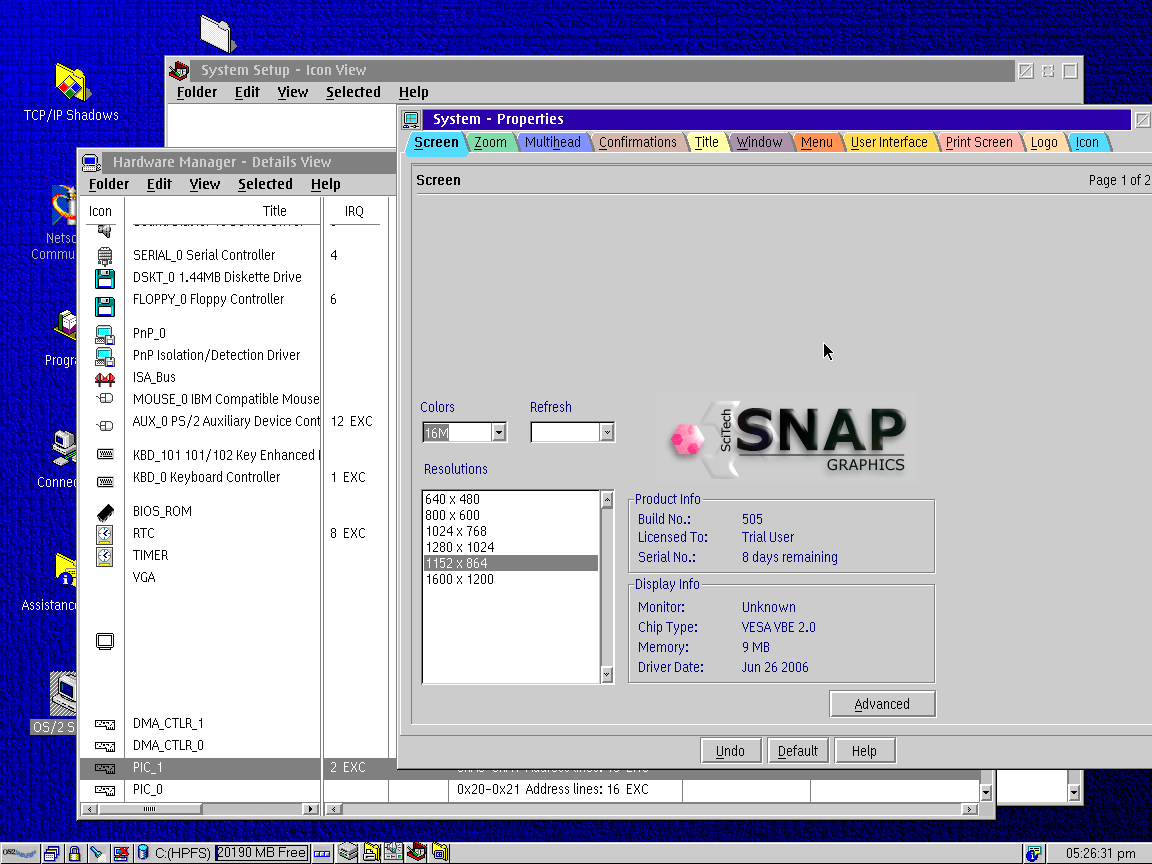 TCP/IP Shadows
System Setup - Icon View
Folder Edit View Selected Help
System - Properties
Screen Zoom Multihead Confirmations Title Window Menu User Interface Print Screen Logo Icon
Screen
Page 1 of 2
Hardware Manager - Details View
Folder Edit View Selected Help
Icon Title IRQ
SERIAL_0 Serial Controller 4
DSKT_0 1.44MB Diskette Drive
FLOPPY_0 Floppy Controller 6
PnP_0
PnP Isolation/Detection Driver
ISA_Bus
MOUSE_0 IBM Compatible Mouse
AUX_0 PS/2 Auxiliary Device Cont 12 EXC
KBD_101 101/102 Key Enhanced
KBD_0 Keyboard Controller 1 EXC
BIOS_ROM
RTC 8 EXC
TIMER
VGA
DMA_CTLR_1
DMA_CTLR_0
PIC_1 2 EXC
PIC_0 0x20-0x21 Address lines: 16 EXC
Netsc
Commu
Progr
Connec
Assistanc
OS/2 S
Colors Refresh
16M
SciTech
SNAP
GRAPHICS
Resolutions
640 x 480
800 x 600
1024 x 768
1280 x 1024
1152 x 864
1600 x 1200
Product Info
Build No.: 505
Licensed To: Trial User
Serial No.: 8 days remaining
Display Info
Monitor: Unknown
Chip Type: VESA VBE 2.0
Memory: 9 MB
Driver Date: Jun 26 2006
Advanced
Undo Default Help
C:(HPFS) 20190 MB Free
05:26:31 pm